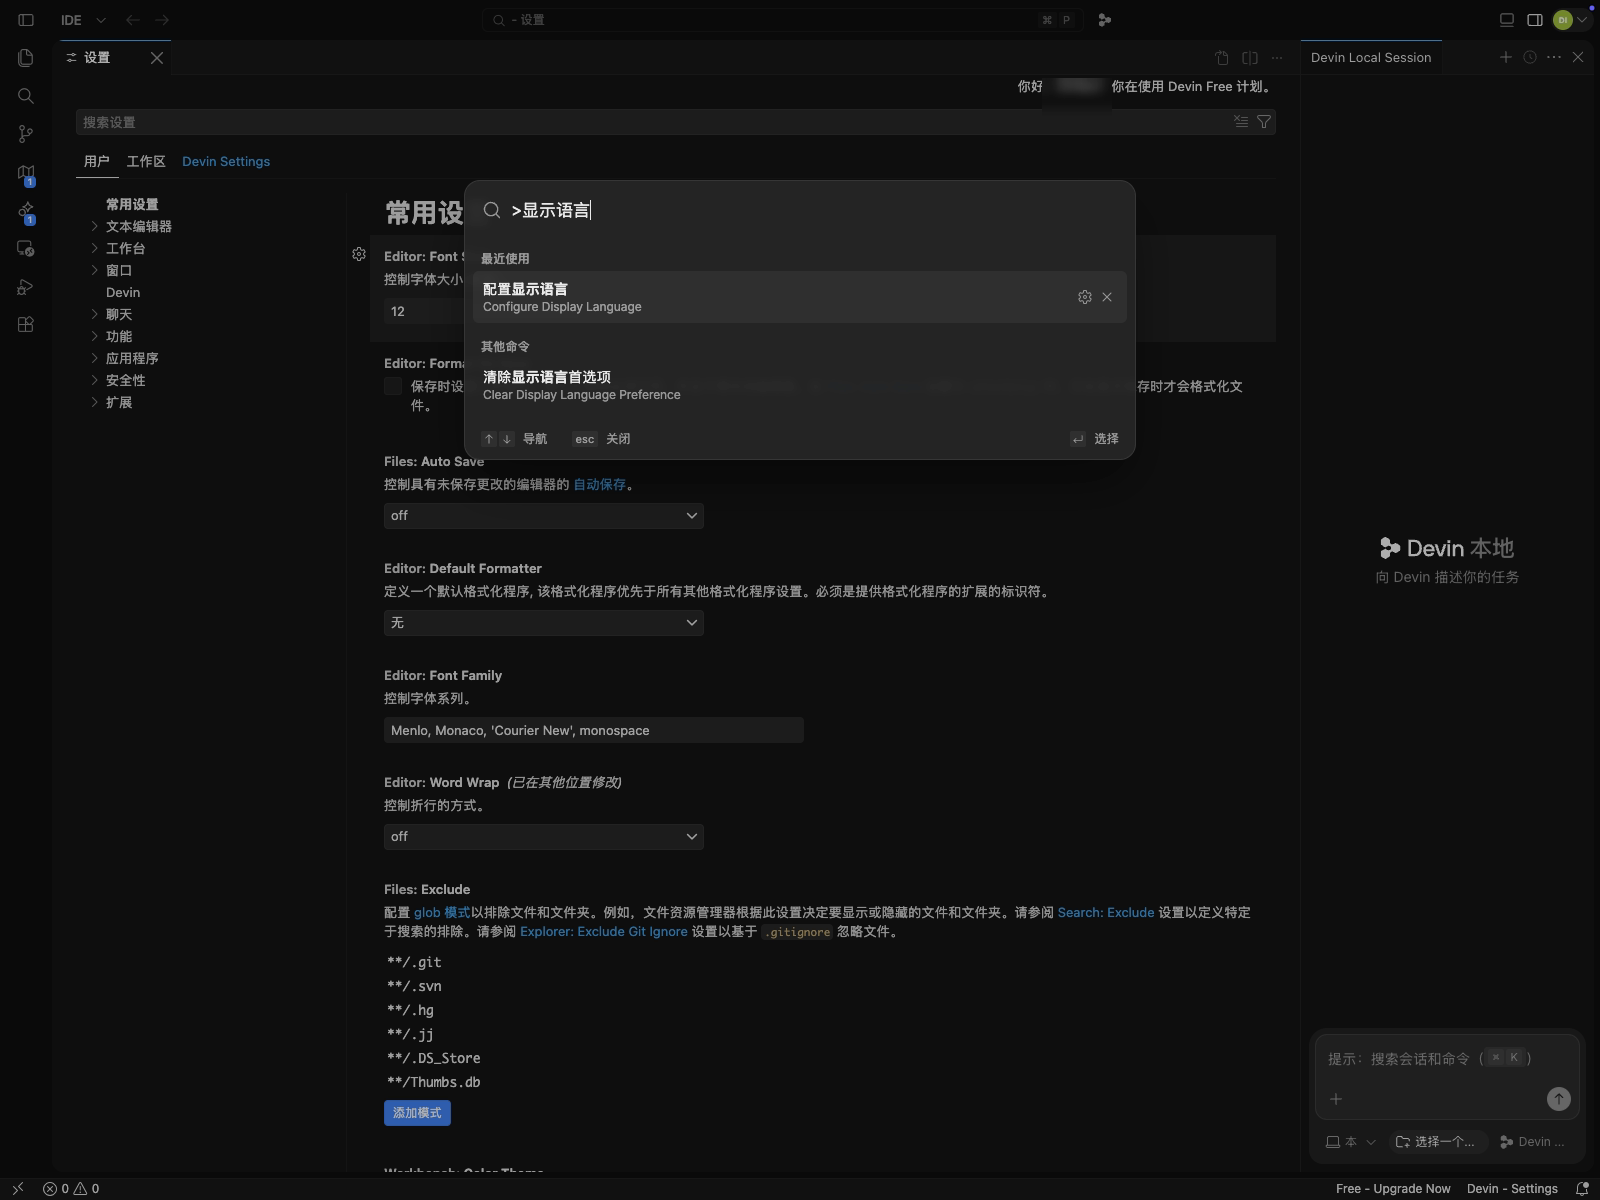 IDE
- 设置
⌘ P
DI
设置
Devin Local Session
你好
你在使用 Devin Free 计划。
搜索设置
用户 工作区 Devin Settings
常用设置
文本编辑器
工作台
窗口
Devin
聊天
功能
应用程序
安全性
扩展
1
1
常用设
Editor: Font S
控制字体大小
12
Editor: Forma
保存时设
存时才会格式化文
件。
>显示语言
最近使用
配置显示语言
Configure Display Language
其他命令
清除显示语言首选项
Clear Display Language Preference
↑ ↓ 导航 esc 关闭
选择
Files: Auto Save
控制具有未保存更改的编辑器的 自动保存。
off
Editor: Default Formatter
定义一个默认格式化程序, 该格式化程序优先于所有其他格式化程序设置。必须是提供格式化程序的扩展的标识符。
无
Editor: Font Family
控制字体系列。
Menlo, Monaco, 'Courier New', monospace
Editor: Word Wrap (已在其他位置修改)
控制折行的方式。
off
Files: Exclude
配置 glob 模式以排除文件和文件夹。例如，文件资源管理器根据此设置决定要显示或隐藏的文件和文件夹。请参阅 Search: Exclude 设置以定义特定
于搜索的排除。请参阅 Explorer: Exclude Git Ignore 设置以基于 .gitignore 忽略文件。
**/.git
**/.svn
**/.hg
**/.jj
**/.DS_Store
**/Thumbs.db
添加模式
Workbench: Color Theme
Devin 本地
向 Devin 描述你的任务
提示：搜索会话和命令（⌘ K）
本
选择一个...
Devin ...
0 0
Free - Upgrade Now
Devin - Settings